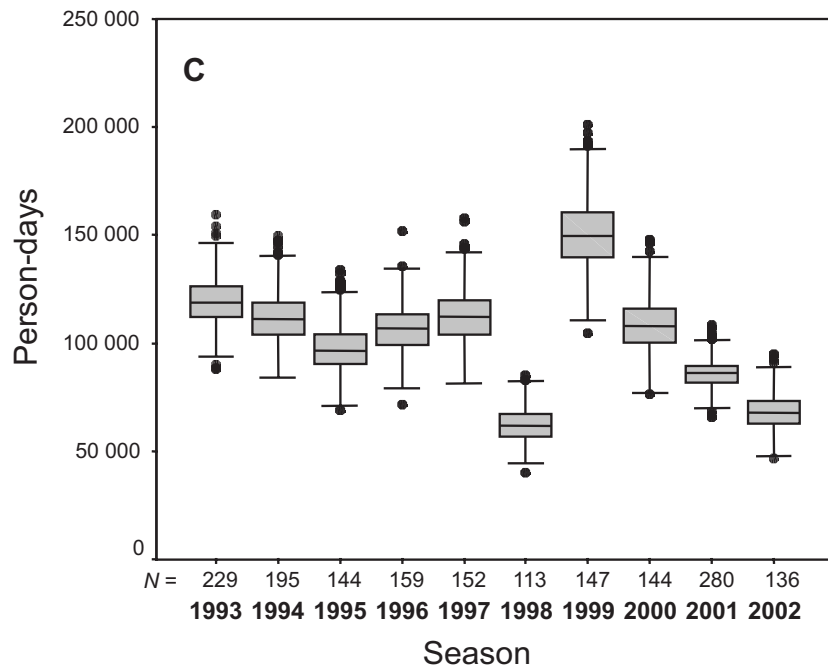 250 000
C
200 000
150 000
100 000
50 000
0
Person-days
N = 229 195 144 159 152 113 147 144 280 136
1993 1994 1995 1996 1997 1998 1999 2000 2001 2002
Season